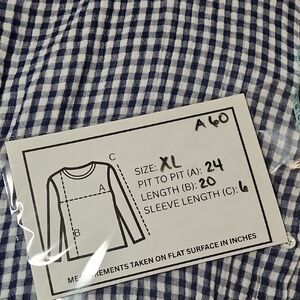 A60
C
A
B
SIZE: XL
PIT TO PIT (A): 24
LENGTH (B): 20
SLEEVE LENGTH (C): 6
MEASUREMENTS TAKEN ON FLAT SURFACE IN INCHES